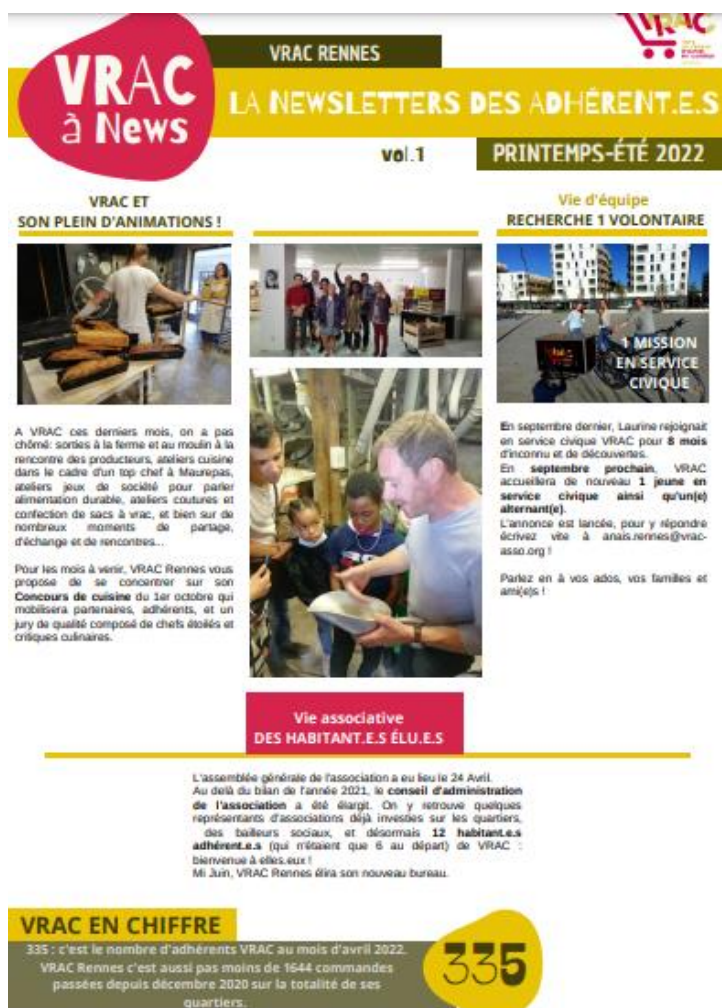 VRAC
VRAC RENNES
VRAC
à News
LA NEWSLETTERS DES ADHÉRENT.E.S
vol.1
PRINTEMPS-ÉTÉ 2022
VRAC ET
SON PLEIN D'ANIMATIONS !
A VRAC ces derniers mois, on a pas
chômé: sorties à la ferme et au moulin à la
rencontre des producteurs, ateliers cuisine
dans le cadre d'un top chef à Maurepas,
ateliers jeux de société pour parler
alimentation durable, ateliers coutures et
confection de sacs à vrac, et bien sur de
nombreux moments de partage,
d'échange et de rencontres...
Pour les mois à venir, VRAC Rennes vous
propose de se concentrer sur son
Concours de cuisine du 1er octobre qui
mobilisera partenaires, adhérents, et un
jury de qualité composé de chefs étoilés et
critiques culinaires.
Vie d'équipe
RECHERCHE 1 VOLONTAIRE
1 MISSION
EN SERVICE
CIVIQUE
En septembre dernier, Laurine rejoignait
en service civique VRAC pour 8 mois
d'inconnu et de découvertes.
En septembre prochain, VRAC
accueillera de nouveau 1 jeune en
service civique ainsi qu'un(e)
alternant(e).
L'annonce est lancée, pour y répondre
écrivez vite à anais.rennes@vrac-
asso.org !
Parlez en à vos ados, vos familles et
ami(e)s !
Vie associative
DES HABITANT.E.S ÉLU.E.S
L'assemblée générale de l'association a eu lieu le 24 Avril.
Au delà du bilan de l'année 2021, le conseil d'administration
de l'association a été élargit. On y retrouve quelques
représentants d'associations déjà investies sur les quartiers,
des bailleurs sociaux, et désormais 12 habitant.e.s
adhérent.e.s (qui n'étaient que 6 au départ) de VRAC :
bienvenue à elles.eux !
Mi Juin, VRAC Rennes élira son nouveau bureau.
VRAC EN CHIFFRE
335 : c'est le nombre d'adhérents VRAC au mois d'avril 2022.
VRAC Rennes c'est aussi pas moins de 1644 commandes
passées depuis décembre 2020 sur la totalité de ses
quartiers.
335